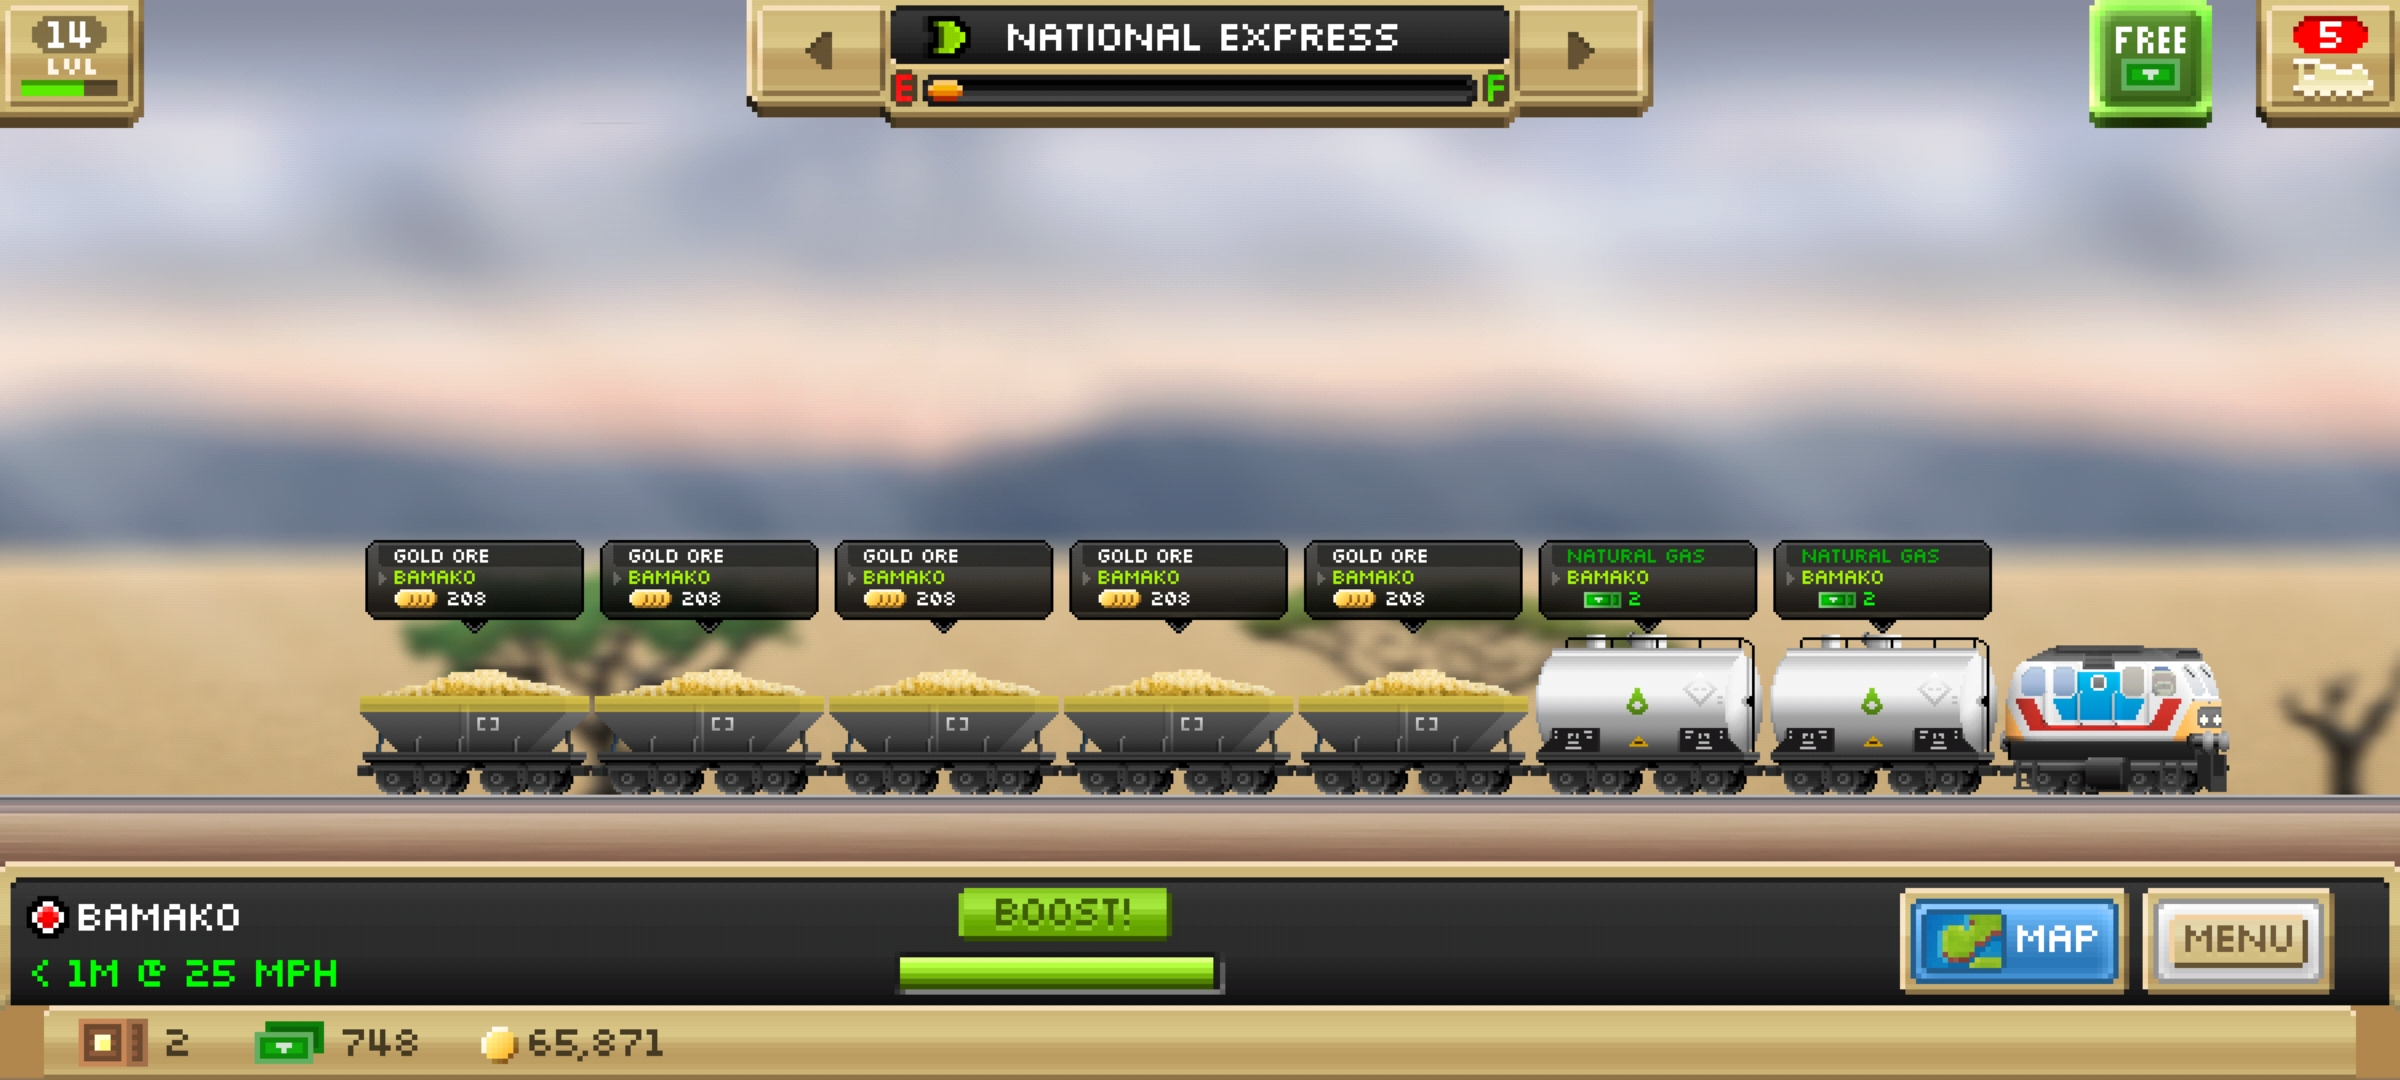 14
LVL
NATIONAL EXPRESS
E F
FREE
5
GOLD ORE
BAMAKO
208
GOLD ORE
BAMAKO
208
GOLD ORE
BAMAKO
208
GOLD ORE
BAMAKO
208
GOLD ORE
BAMAKO
208
NATURAL GAS
BAMAKO
2
NATURAL GAS
BAMAKO
2
BAMAKO
< 1M @ 25 MPH
BOOST!
MAP
MENU
2 748 65,871